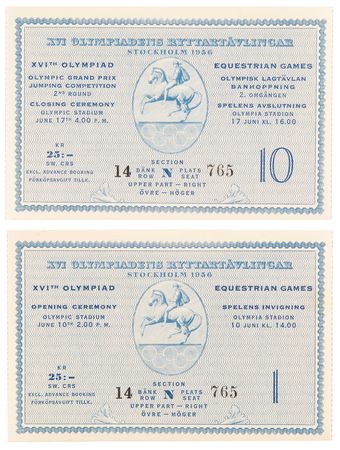 XVI OLYMPIADENS RYTTARTÄVLINGAR
STOCKHOLM 1956
XVITH OLYMPIAD
OLYMPIC GRAND PRIX
JUMPING COMPETITION
2ND ROUND
CLOSING CEREMONY
OLYMPIC STADIUM
JUNE 17TH 4.00 P.M.
EQUESTRIAN GAMES
OLYMPISK LAGTÄVLAN
BANHOPPNING
2. OMGÅNGEN
SPELENS AVSLUTNING
OLYMPIA STADION
17 JUNI KL. 16.00
KR
25:–
SW. CRS
EXCL. ADVANCE BOOKING
FÖRKÖPSAVGIFT TILLK.
SECTION
14 BÄNK ROW N PLATS SEAT 765
UPPER PART – RIGHT
ÖVRE – HÖGER
10
XVI OLYMPIADENS RYTTARTÄVLINGAR
STOCKHOLM 1956
XVITH OLYMPIAD
OPENING CEREMONY
OLYMPIC STADIUM
JUNE 10TH 2.00 P.M.
EQUESTRIAN GAMES
SPELENS INVIGNING
OLYMPIA STADION
10 JUNI KL. 14.00
KR
25:–
SW. CRS
EXCL. ADVANCE BOOKING
FÖRKÖPSAVGIFT TILLK.
SECTION
14 BÄNK ROW N PLATS SEAT 765
UPPER PART – RIGHT
ÖVRE – HÖGER
1